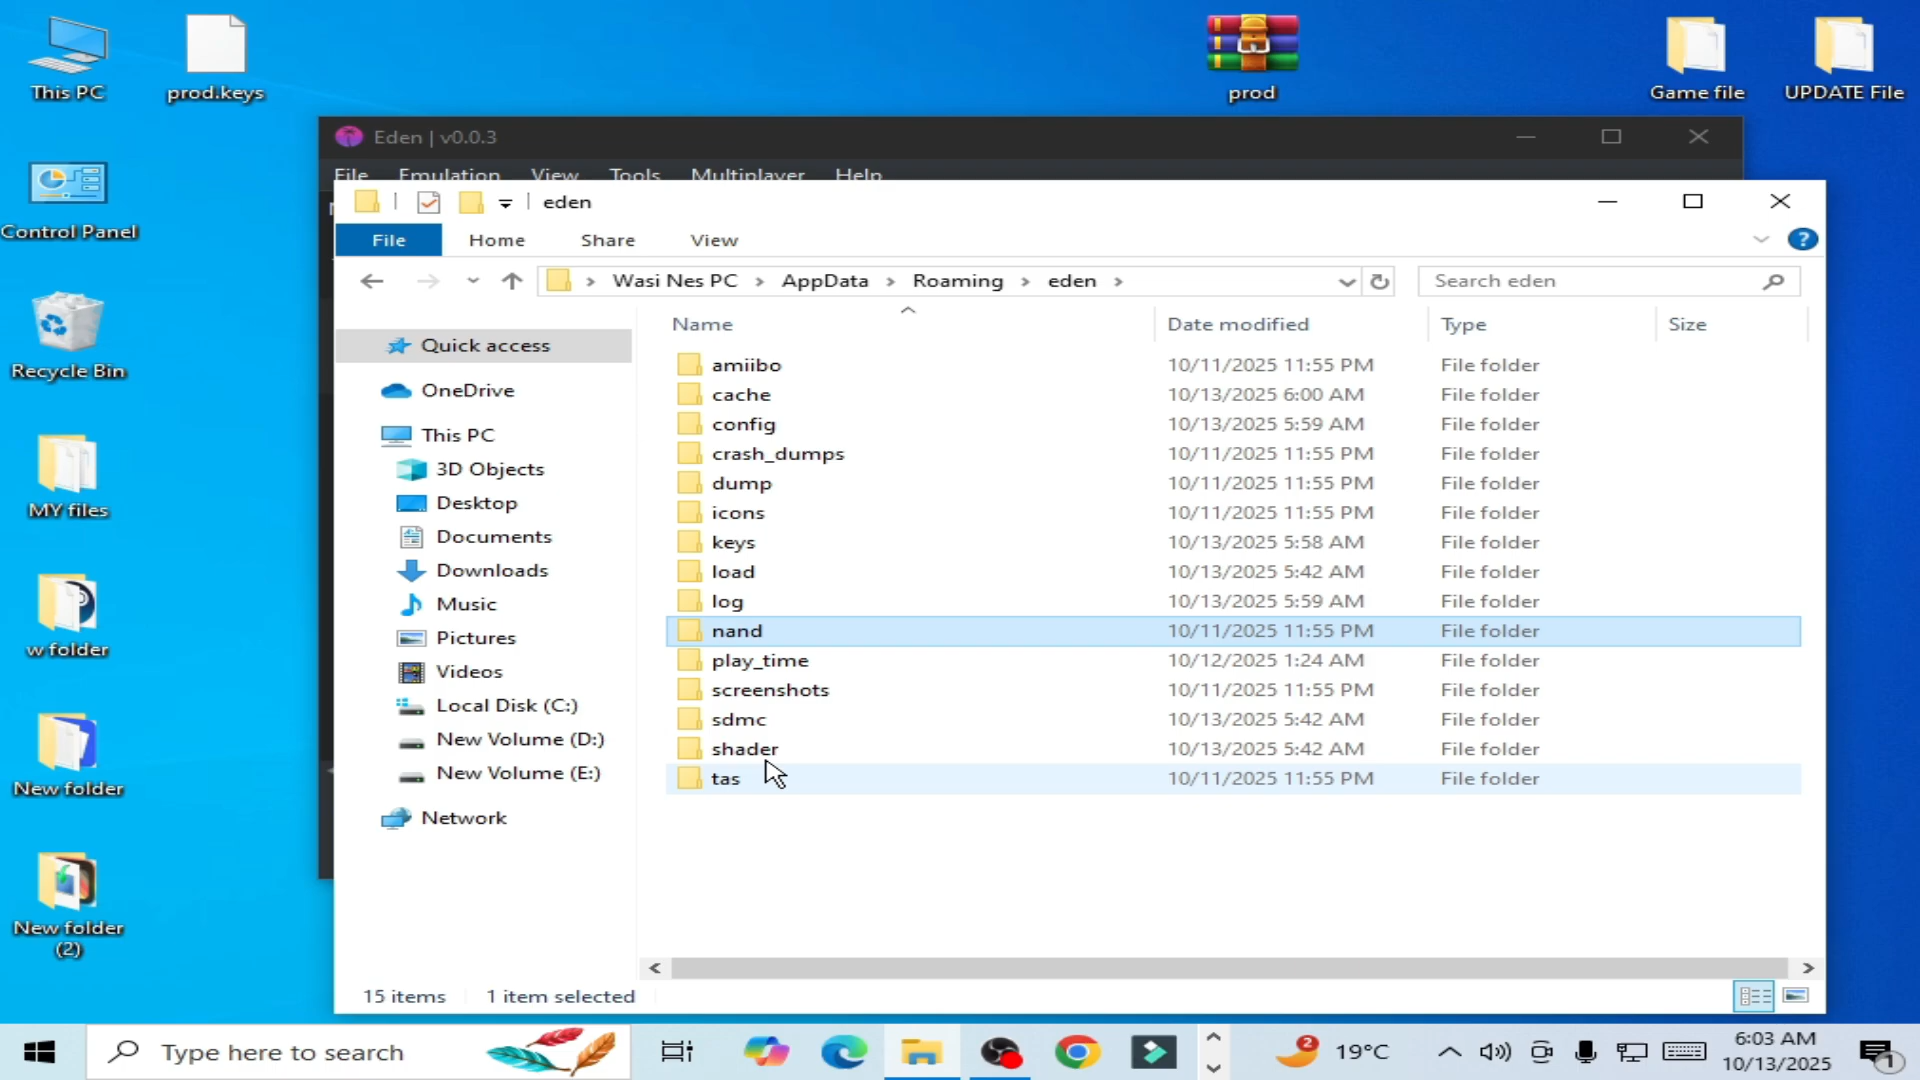 This PC
prod.keys
prod
Game file
UPDATE File
Control Panel
Recycle Bin
MY files
w folder
New folder
New folder
(2)
Eden | v0.0.3
File Emulation View Tools Multiplayer Help
eden
File Home Share View
Wasi Nes PC > AppData > Roaming > eden >
Search eden
Name Date modified Type Size
Quick access
OneDrive
This PC
3D Objects
Desktop
Documents
Downloads
Music
Pictures
Videos
Local Disk (C:)
New Volume (D:)
New Volume (E:)
Network
amiibo 10/11/2025 11:55 PM File folder
cache 10/13/2025 6:00 AM File folder
config 10/13/2025 5:59 AM File folder
crash_dumps 10/11/2025 11:55 PM File folder
dump 10/11/2025 11:55 PM File folder
icons 10/11/2025 11:55 PM File folder
keys 10/13/2025 5:58 AM File folder
load 10/13/2025 5:42 AM File folder
log 10/13/2025 5:59 AM File folder
nand 10/11/2025 11:55 PM File folder
play_time 10/12/2025 1:24 AM File folder
screenshots 10/11/2025 11:55 PM File folder
sdmc 10/13/2025 5:42 AM File folder
shader 10/13/2025 5:42 AM File folder
tas 10/11/2025 11:55 PM File folder
15 items 1 item selected
Type here to search
2
19°C
6:03 AM
10/13/2025
1